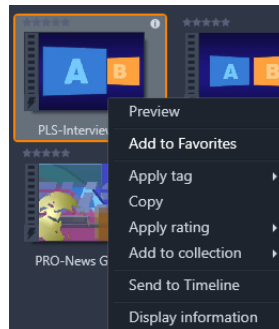 A B
A B
PLS-Interview
Preview
Add to Favorites
Apply tag
Copy
PRO-News G
Apply rating
Add to collection
Send to Timeline
Display information